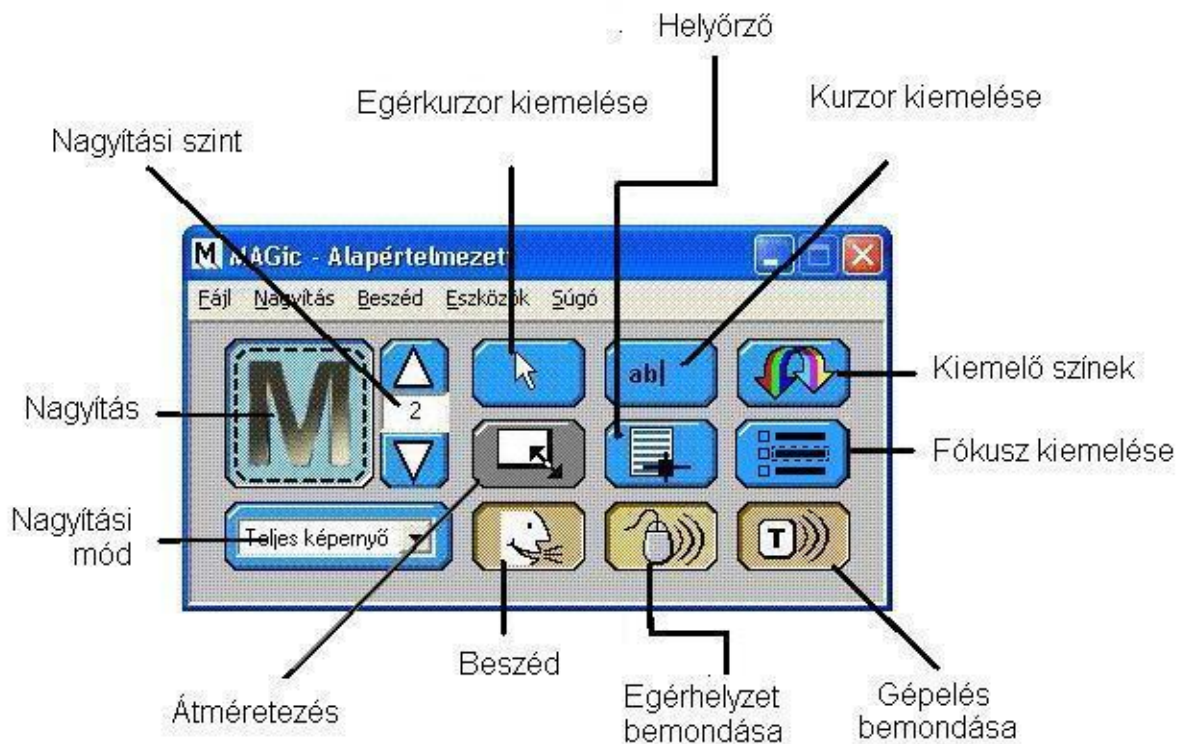 Helyőrző
Egérkurzor kiemelése
Kurzor kiemelése
Nagyítási szint
M MAGic - Alapértelmezett
Fájl Nagyítás Beszéd Eszközök Súgó
M
2
ab|
Kiemelő színek
Nagyítás
Fókusz kiemelése
Nagyítási
mód
Teljes képernyő
T
Beszéd
Átméretezés
Egérhelyzet
bemondása
Gépelés
bemondása